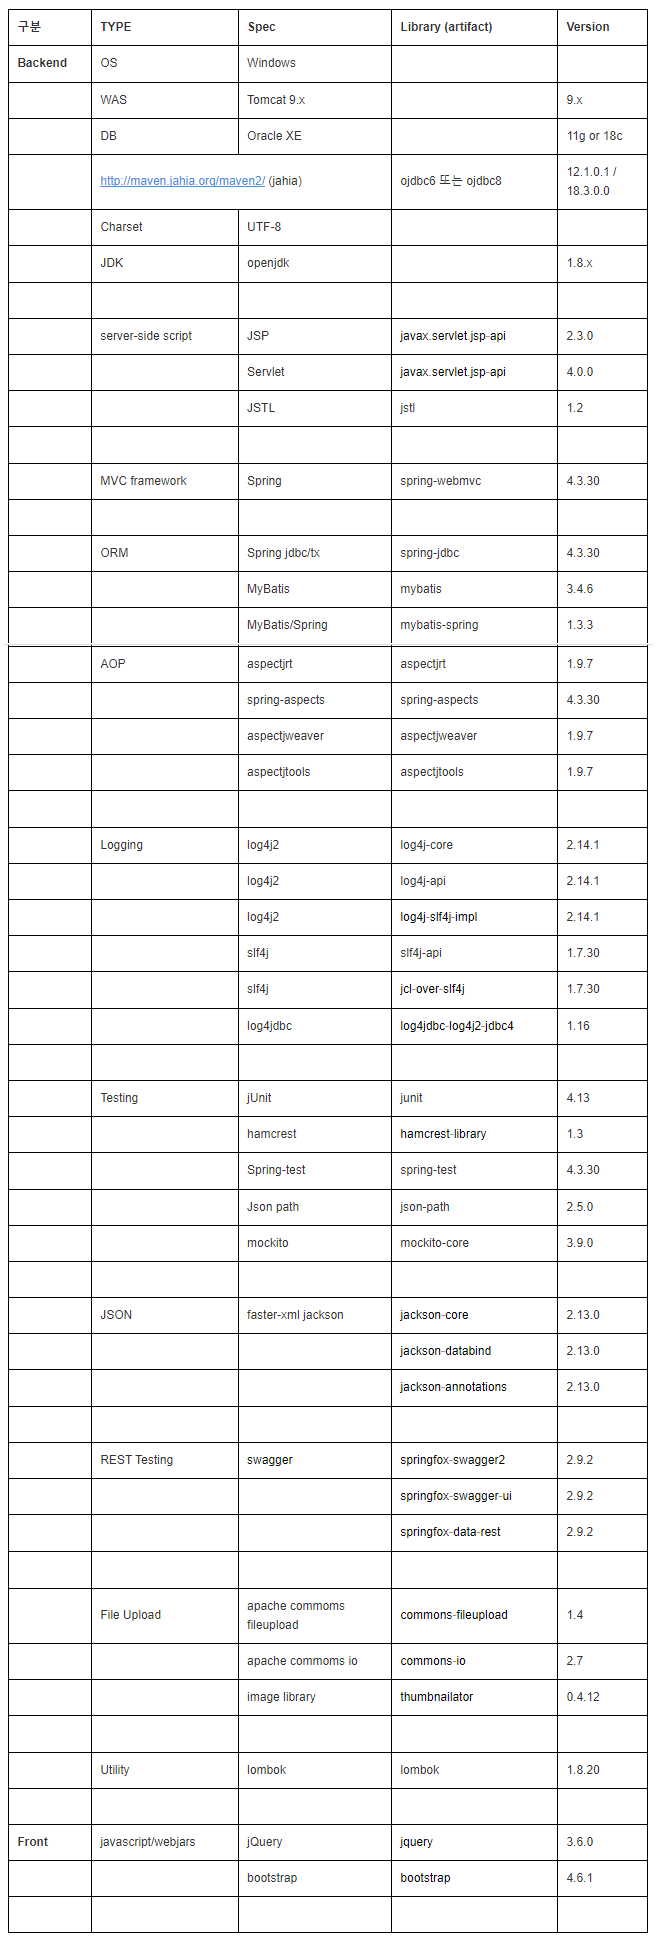 구분 TYPE Spec Library (artifact) Version
Backend OS Windows
WAS Tomcat 9.x 9.x
DB Oracle XE 11g or 18c
http://maven.jahia.org/maven2/ (jahia) ojdbc6 또는 ojdbc8 12.1.0.1 /
18.3.0.0
Charset UTF-8
JDK openjdk 1.8.x
server-side script JSP javax.servlet.jsp-api 2.3.0
Servlet javax.servlet.jsp-api 4.0.0
JSTL jstl 1.2
MVC framework Spring spring-webmvc 4.3.30
ORM Spring jdbc/tx spring-jdbc 4.3.30
MyBatis mybatis 3.4.6
MyBatis/Spring mybatis-spring 1.3.3
AOP aspectjrt aspectjrt 1.9.7
spring-aspects spring-aspects 4.3.30
aspectjweaver aspectjweaver 1.9.7
aspectjtools aspectjtools 1.9.7
Logging log4j2 log4j-core 2.14.1
log4j2 log4j-api 2.14.1
log4j2 log4j-slf4j-impl 2.14.1
slf4j slf4j-api 1.7.30
slf4j jcl-over-slf4j 1.7.30
log4jdbc log4jdbc-log4j2-jdbc4 1.16
Testing jUnit junit 4.13
hamcrest hamcrest-library 1.3
Spring-test spring-test 4.3.30
Json path json-path 2.5.0
mockito mockito-core 3.9.0
JSON faster-xml jackson jackson-core 2.13.0
jackson-databind 2.13.0
jackson-annotations 2.13.0
REST Testing swagger springfox-swagger2 2.9.2
springfox-swagger-ui 2.9.2
springfox-data-rest 2.9.2
File Upload apache commoms
fileupload commons-fileupload 1.4
apache commoms io commons-io 2.7
image library thumbnailator 0.4.12
Utility lombok lombok 1.8.20
Front javascript/webjars jQuery jquery 3.6.0
bootstrap bootstrap 4.6.1